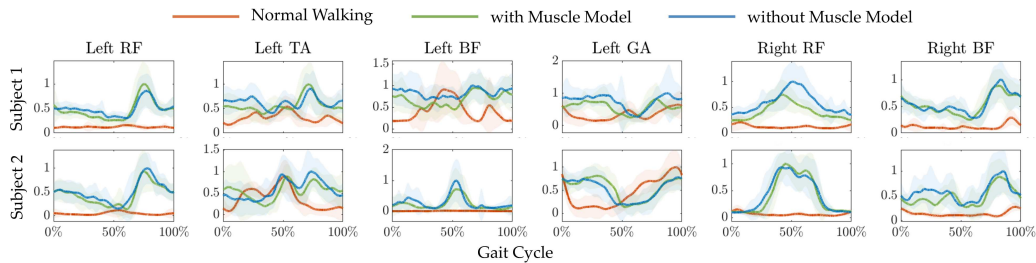 Normal Walking with Muscle Model without Muscle Model
Left RF Left TA Left BF Left GA Right RF Right BF
Subject 1
1 0.5 0
1 0.5 0
1.5 1 0.5 0
2 1 0
1 0.5 0
1 0.5 0
Subject 2
1 0.5 0
1.5 1 0.5 0
2 1 0
1 0.5 0
1 0.5 0
1 0.5 0
0% 50% 100% 0% 50% 100% 0% 50% 100% 0% 50% 100% 0% 50% 100% 0% 50% 100%
Gait Cycle